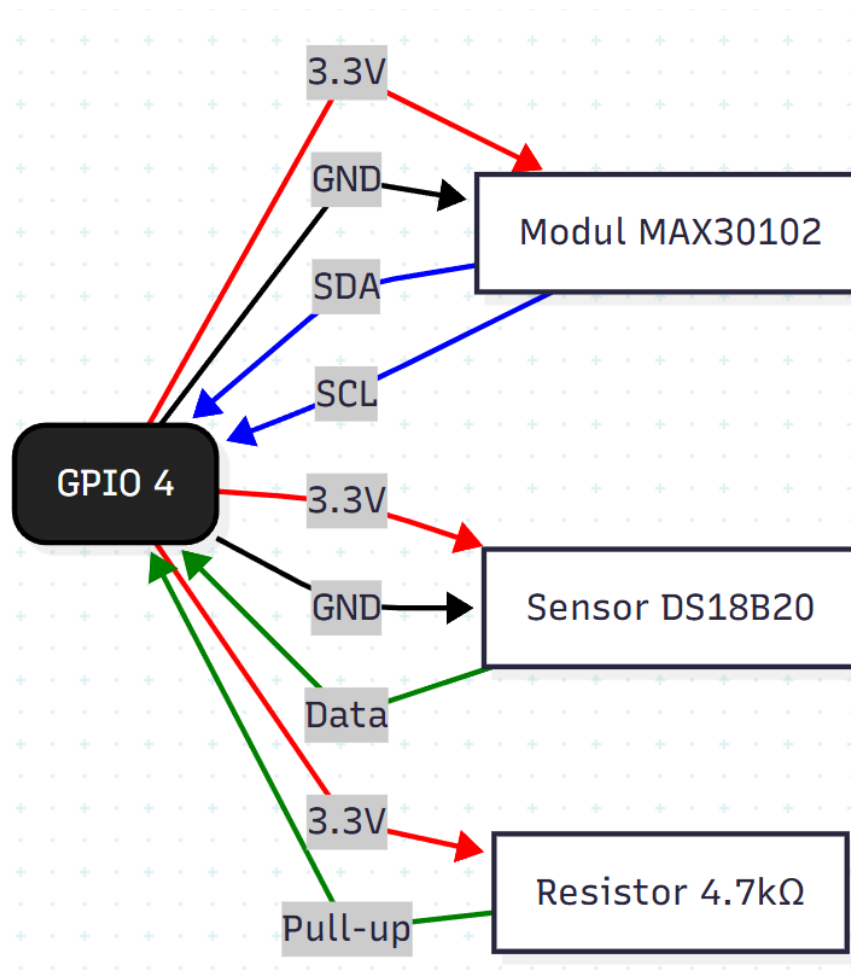 3.3V
GND
Modul MAX30102
SDA
SCL
GPIO 4
3.3V
GND
Sensor DS18B20
Data
3.3V
Resistor 4.7kΩ
Pull-up